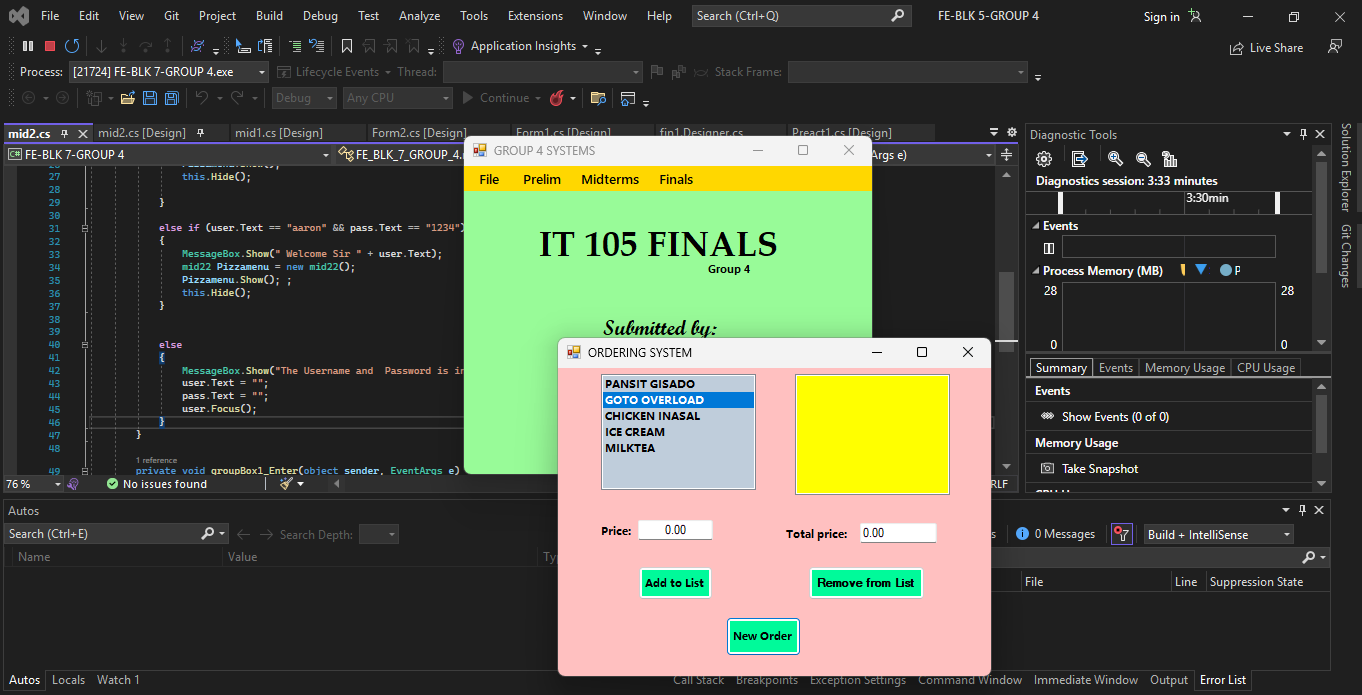 File Edit View Git Project Build Debug Test Analyze Tools Extensions Window Help Search (Ctrl+Q) FE-BLK 5-GROUP 4 Sign in
Application Insights Live Share
Process: [21724] FE-BLK 7-GROUP 4.exe Lifecycle Events Thread: Stack Frame:
Debug Any CPU Continue
mid2.cs mid2.cs [Design] mid1.cs [Design] Form2.cs [Design] Form1.cs [Design] fin1.Designer.cs Preact1.cs [Design]
C# FE-BLK 7-GROUP 4 FE_BLK_7_GROUP_4. Args e)
27 this.Hide();
28
29 }
30
31 else if (user.Text == "aaron" && pass.Text == "1234")
32 {
33 MessageBox.Show(" Welcome Sir " + user.Text);
34 mid22 Pizzamenu = new mid22();
35 Pizzamenu.Show(); ;
36 this.Hide();
37 }
38
39
40 else
41 {
42 MessageBox.Show("The Username and  Password is in
43 user.Text = "";
44 pass.Text = "";
45 user.Focus();
46 }
47 }
48
1 reference
49 private void groupBox1_Enter(object sender, EventArgs e)
76 % No issues found RLF
GROUP 4 SYSTEMS
File Prelim Midterms Finals
IT 105 FINALS
Group 4
Submitted by:
ORDERING SYSTEM
PANSIT GISADO
GOTO OVERLOAD
CHICKEN INASAL
ICE CREAM
MILKTEA
Price: 0.00 Total price: 0.00
Add to List Remove from List
New Order
Diagnostic Tools
Diagnostics session: 3:33 minutes
3:30min
Events
Process Memory (MB) P
28 28
0 0
Summary Events Memory Usage CPU Usage
Events
Show Events (0 of 0)
Memory Usage
Take Snapshot
Solution Explorer
Git Changes
Autos
Search (Ctrl+E) Search Depth:
Name Value Ty
s 0 Messages Build + IntelliSense
File Line Suppression State
Autos Locals Watch 1
Call Stack Breakpoints Exception Settings Command Window Immediate Window Output Error List